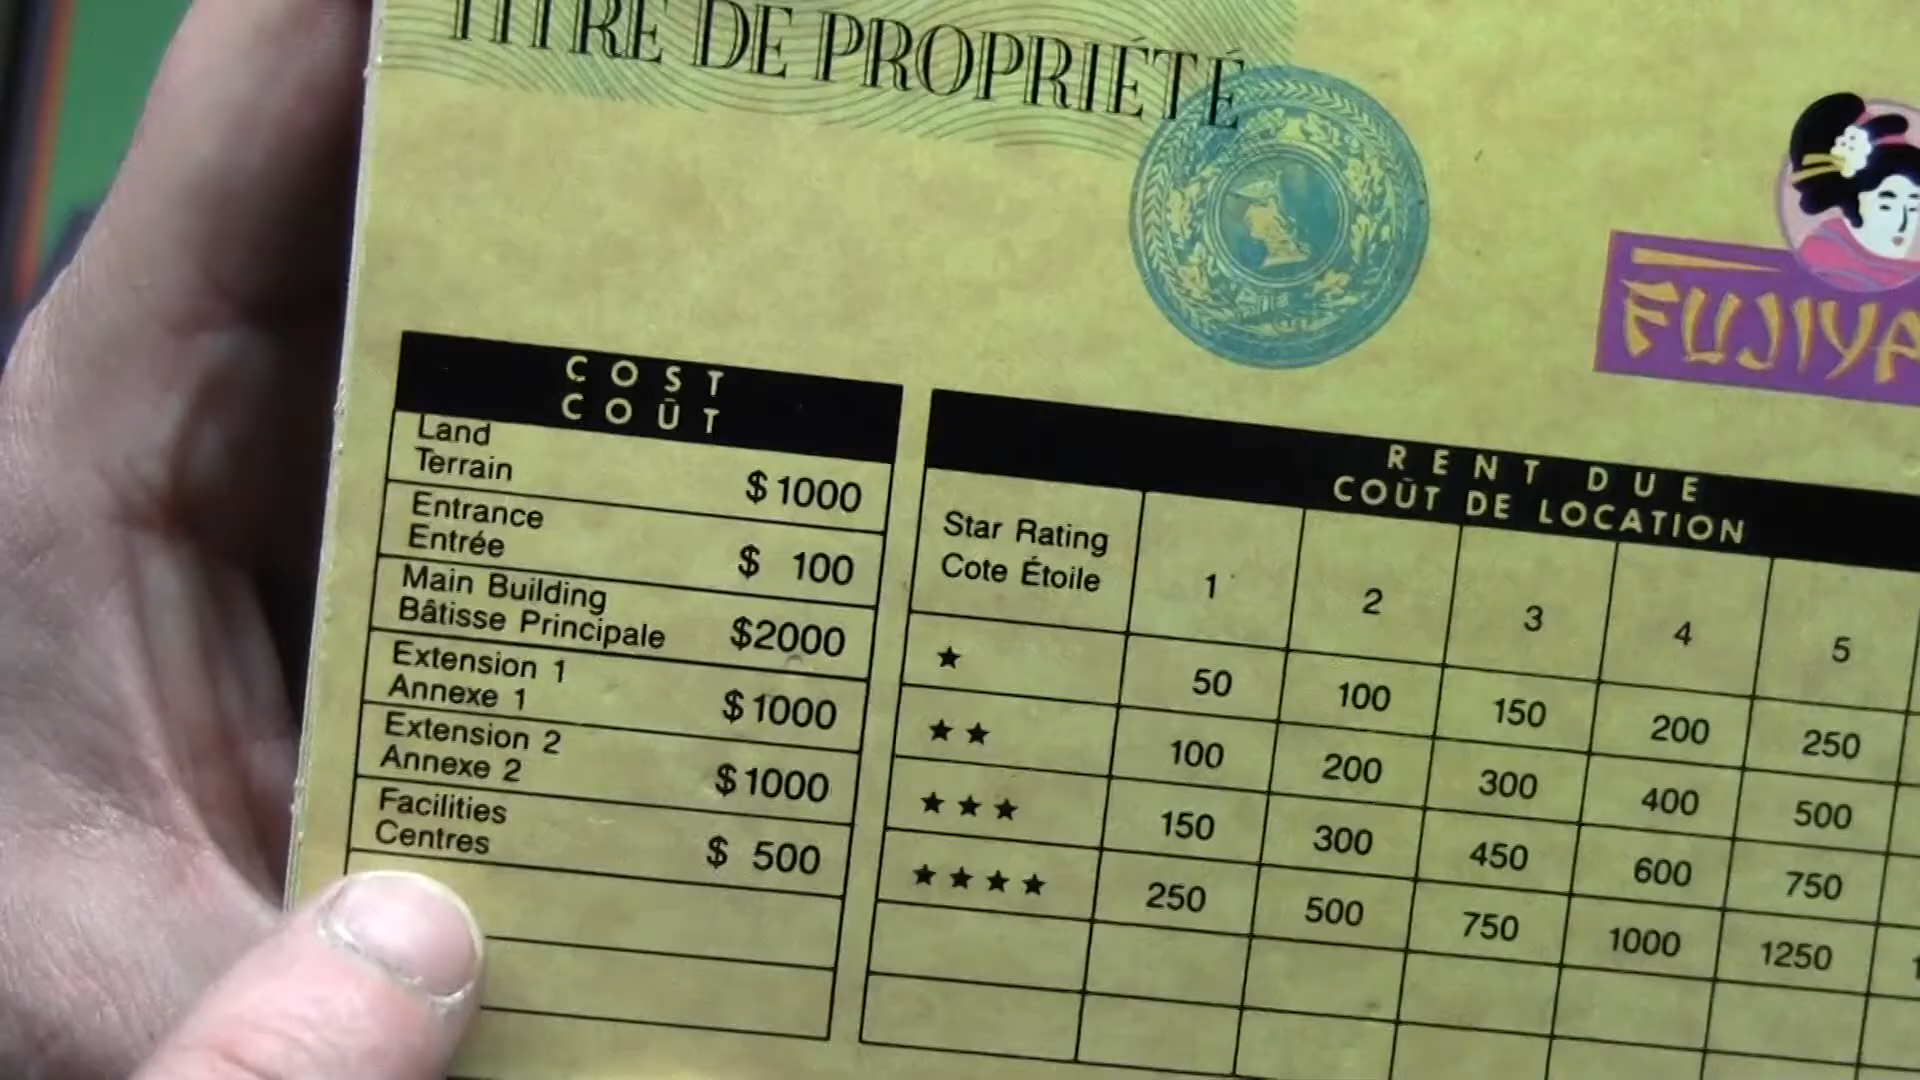 TITRE DE PROPRIÉTÉ
COST
COÛT
Land
Terrain
$1000
Entrance
Entrée
$ 100
Main Building
Bâtisse Principale
$2000
Extension 1
Annexe 1
$1000
Extension 2
Annexe 2
$1000
Facilities
Centres
$ 500
RENT DUE
COÛT DE LOCATION
Star Rating
Cote Étoile
1 2 3 4 5
★ 50 100 150 200 250
★★ 100 200 300 400 500
★★★ 150 300 450 600 750
★★★★ 250 500 750 1000 1250